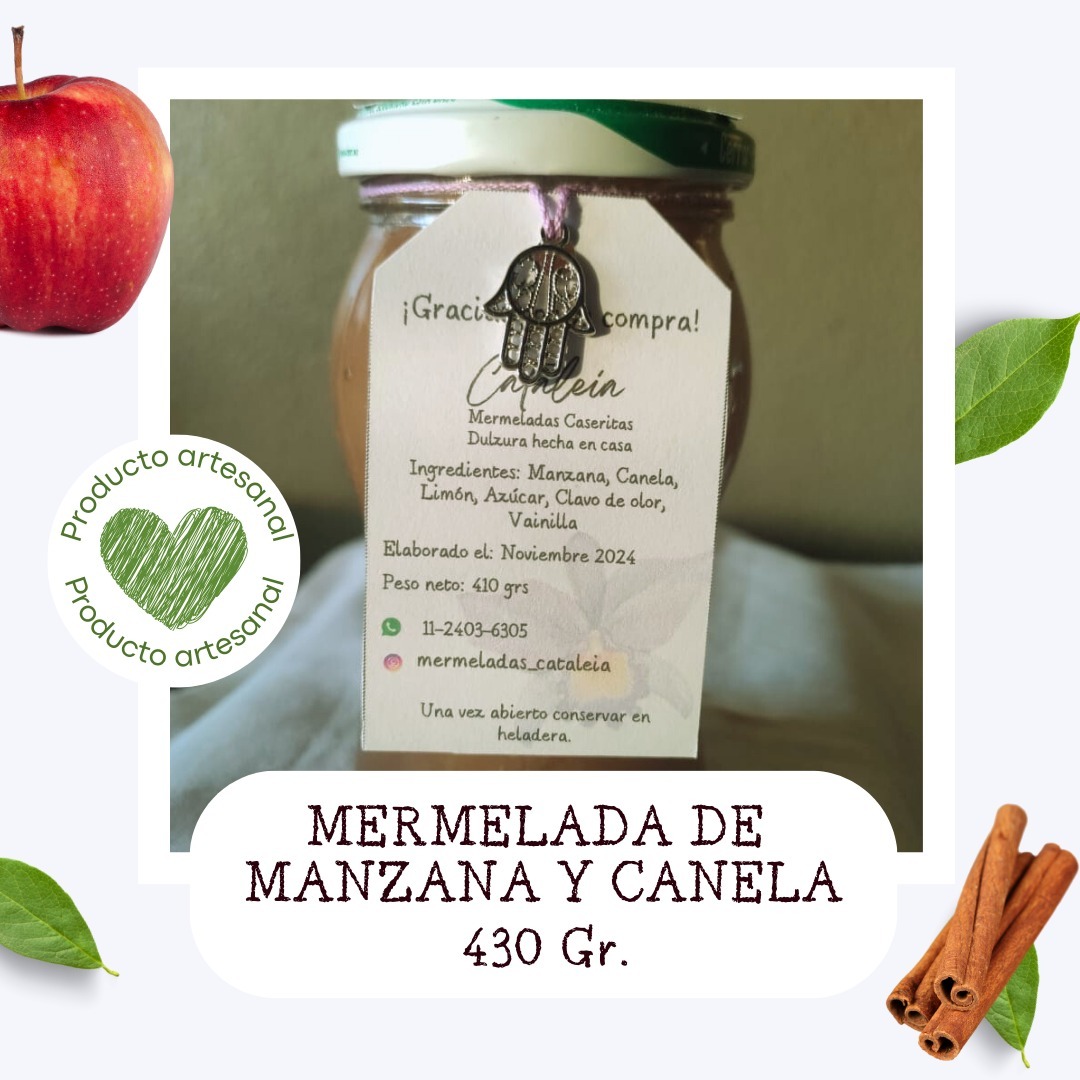 ¡Graci compra!
Cataleia
Mermeladas Caseritas
Dulzura hecha en casa
Ingredientes: Manzana, Canela,
Limón, Azúcar, Clavo de olor,
Vainilla
Elaborado el: Noviembre 2024
Peso neto: 410 grs
11-2403-6305
mermeladas_cataleia
Una vez abierto conservar en
heladera.
Producto artesanal
Producto artesanal
MERMELADA DE
MANZANA Y CANELA
430 Gr.